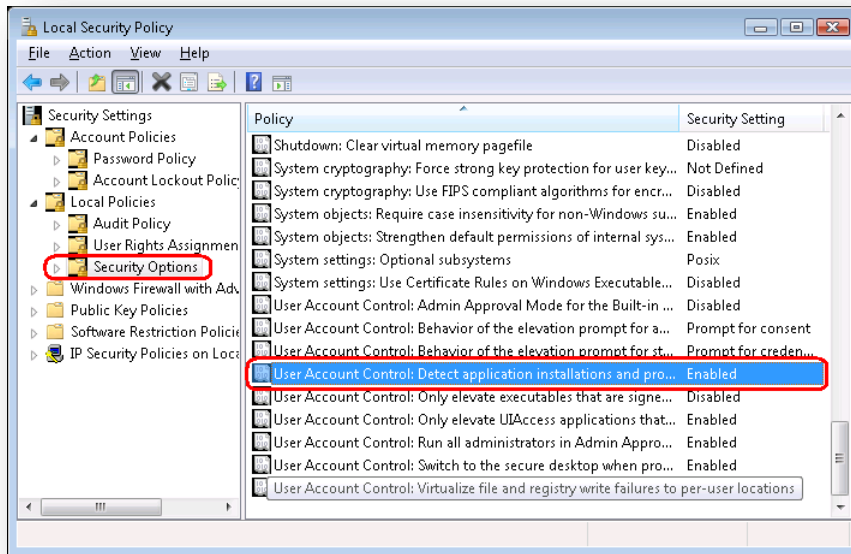 Local Security Policy
File Action View Help
Security Settings
Account Policies
Password Policy
Account Lockout Polic
Local Policies
Audit Policy
User Rights Assignmen
Security Options
Windows Firewall with Adv
Public Key Policies
Software Restriction Policie
IP Security Policies on Loca
Policy Security Setting
Shutdown: Clear virtual memory pagefile Disabled
System cryptography: Force strong key protection for user key... Not Defined
System cryptography: Use FIPS compliant algorithms for encr... Disabled
System objects: Require case insensitivity for non-Windows su... Enabled
System objects: Strengthen default permissions of internal sys... Enabled
System settings: Optional subsystems Posix
System settings: Use Certificate Rules on Windows Executable... Disabled
User Account Control: Admin Approval Mode for the Built-in ... Disabled
User Account Control: Behavior of the elevation prompt for a... Prompt for consent
User Account Control: Behavior of the elevation prompt for st... Prompt for creden...
User Account Control: Detect application installations and pro... Enabled
User Account Control: Only elevate executables that are signe... Disabled
User Account Control: Only elevate UIAccess applications that... Enabled
User Account Control: Run all administrators in Admin Appro... Enabled
User Account Control: Switch to the secure desktop when pro... Enabled
User Account Control: Virtualize file and registry write failures to per-user locations